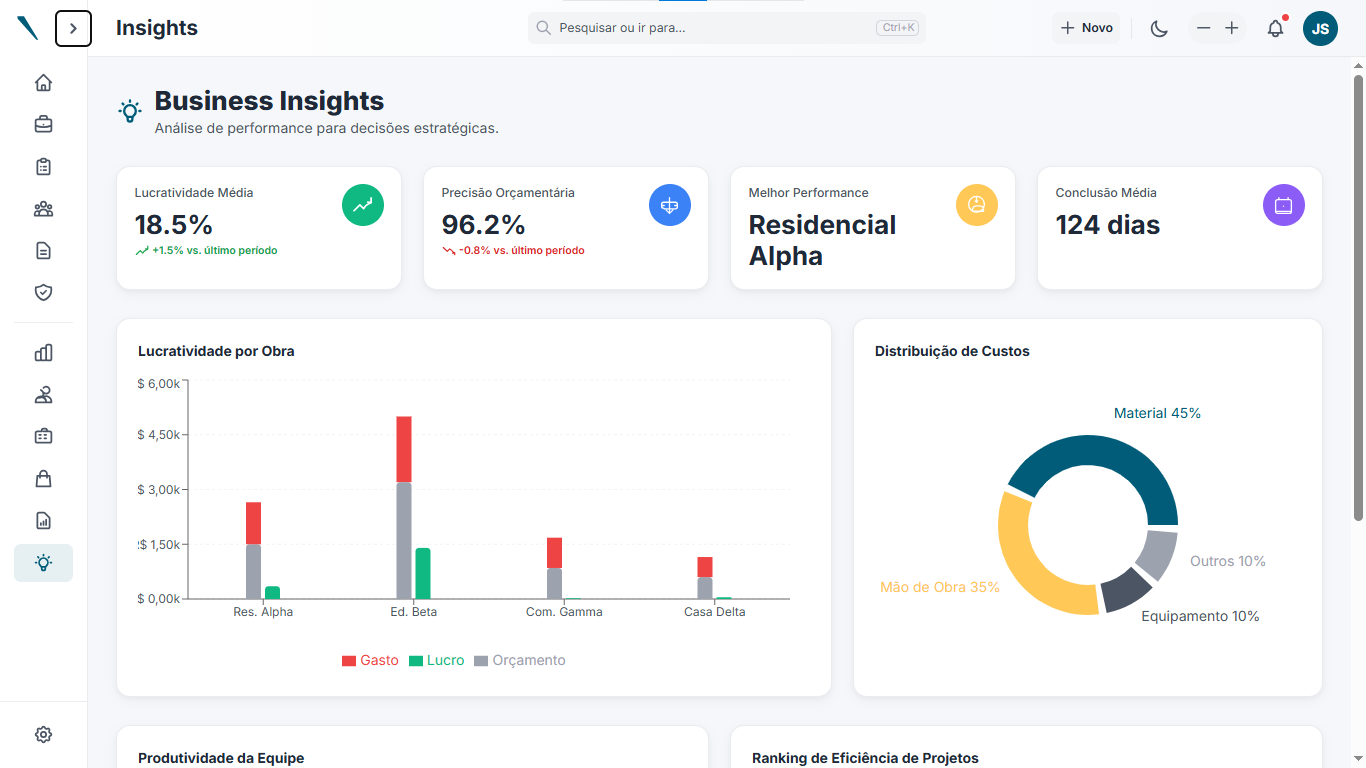 Insights
Pesquisar ou ir para...
Ctrl+K
Novo
JS
Business Insights
Análise de performance para decisões estratégicas.
Lucratividade Média
18.5%
+1.5% vs. último período
Precisão Orçamentária
96.2%
-0.8% vs. último período
Melhor Performance
Residencial
Alpha
Conclusão Média
124 dias
Lucratividade por Obra
$ 6,00k
$ 4,50k
$ 3,00k
$ 1,50k
$ 0,00k
Res. Alpha
Ed. Beta
Com. Gamma
Casa Delta
Gasto
Lucro
Orçamento
Distribuição de Custos
Material 45%
Outros 10%
Mão de Obra 35%
Equipamento 10%
Produtividade da Equipe
Ranking de Eficiência de Projetos